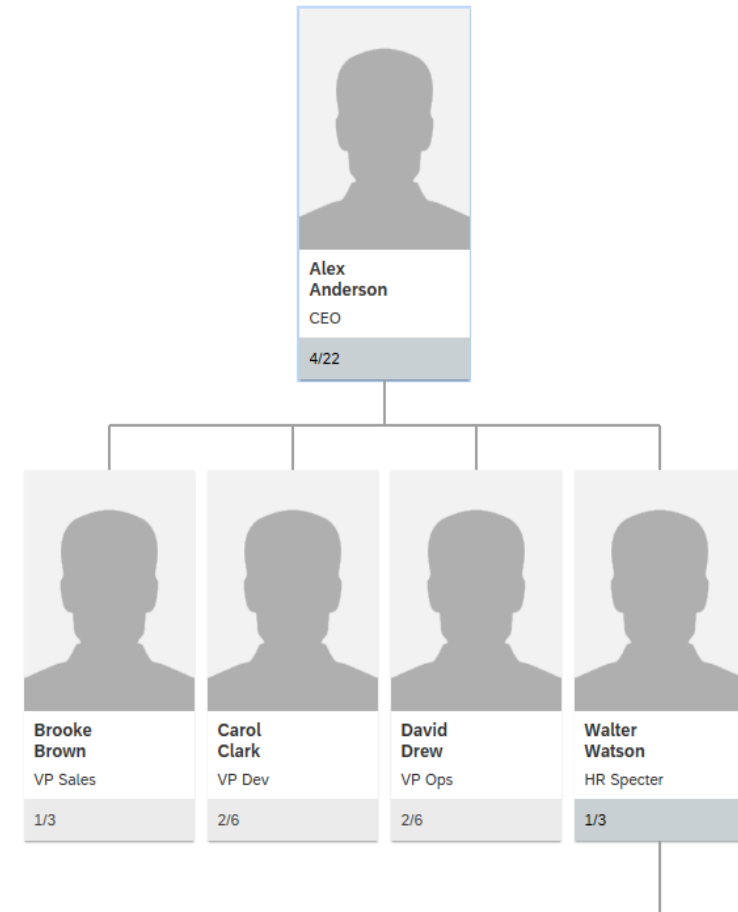 Alex
Anderson
CEO
4/22
Brooke
Brown
VP Sales
1/3
Carol
Clark
VP Dev
2/6
David
Drew
VP Ops
2/6
Walter
Watson
HR Specter
1/3